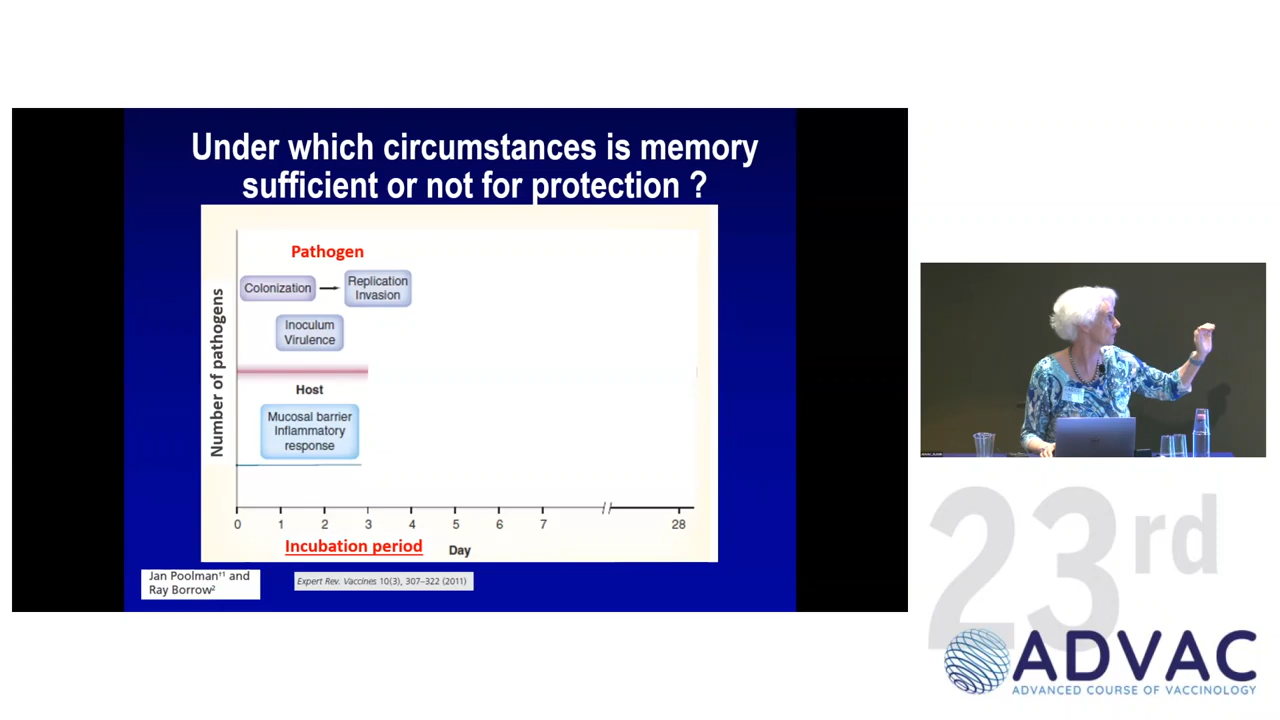 Under which circumstances is memory
sufficient or not for protection ?
Pathogen
Colonization
Replication
Invasion
Inoculum
Virulence
Number of pathogens
Host
Mucosal barrier
Inflammatory
response
0 1 2 3 4 5 6 7 28
Incubation period
Day
Jan Poolman†1 and
Ray Borrow2
Expert Rev. Vaccines 10(3), 307–322 (2011)
23rd
ADVAC
ADVANCED COURSE OF VACCINOLOGY